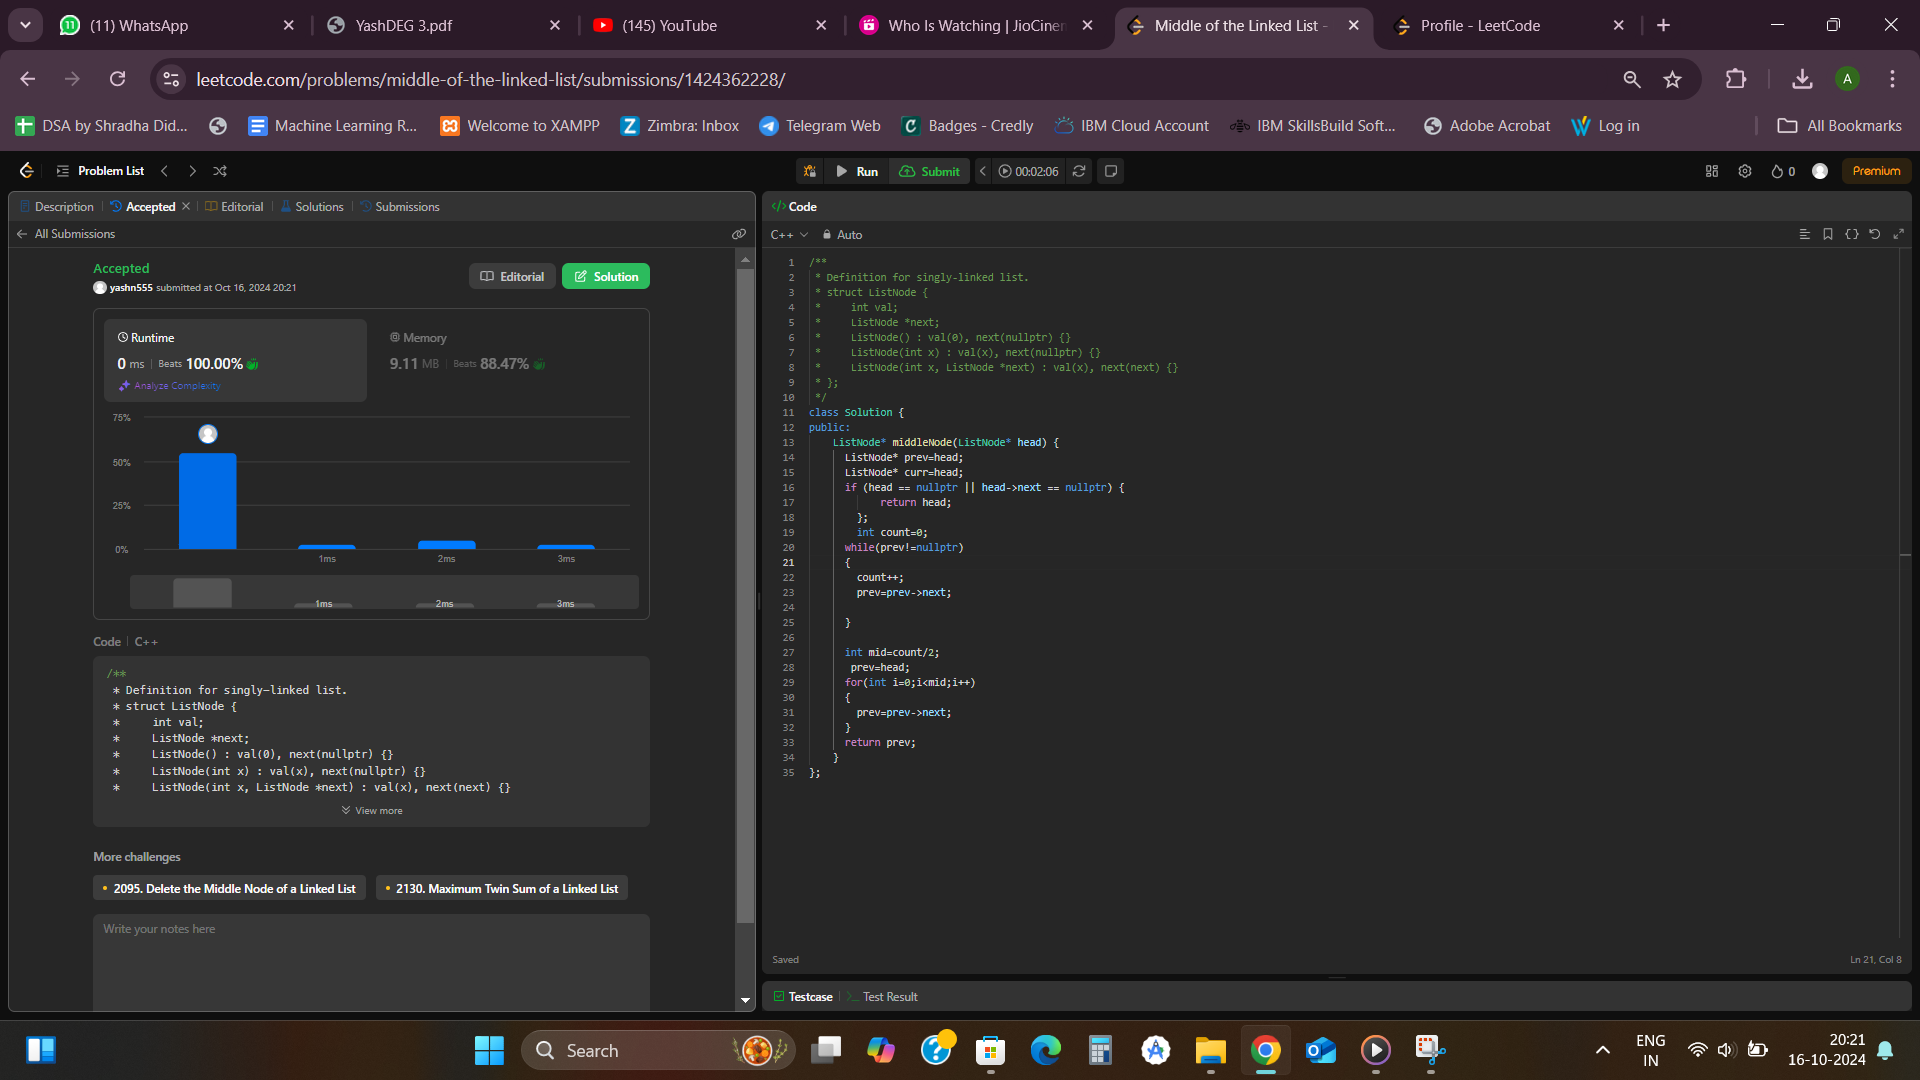 (11) WhatsApp
YashDEG 3.pdf
(145) YouTube
Who Is Watching | JioCinem
Middle of the Linked List -
Profile - LeetCode
leetcode.com/problems/middle-of-the-linked-list/submissions/1424362228/
A
DSA by Shradha Did...
Machine Learning R...
Welcome to XAMPP
Zimbra: Inbox
Telegram Web
Badges - Credly
IBM Cloud Account
IBM SkillsBuild Soft...
Adobe Acrobat
Log in
All Bookmarks
Problem List
Run
Submit
00:02:06
0
Premium
Description
Accepted
Editorial
Solutions
Submissions
All Submissions
Accepted
yashn555 submitted at Oct 16, 2024 20:21
Editorial
Solution
Runtime
0 ms | Beats 100.00%
Analyze Complexity
Memory
9.11 MB | Beats 88.47%
75%
50%
25%
0%
1ms 2ms 3ms
1ms 2ms 3ms
Code | C++
/**
* Definition for singly-linked list.
* struct ListNode {
*     int val;
*     ListNode *next;
*     ListNode() : val(0), next(nullptr) {}
*     ListNode(int x) : val(x), next(nullptr) {}
*     ListNode(int x, ListNode *next) : val(x), next(next) {}
View more
More challenges
2095. Delete the Middle Node of a Linked List
2130. Maximum Twin Sum of a Linked List
Write your notes here
</> Code
C++
Auto
1 /**
2 * Definition for singly-linked list.
3 * struct ListNode {
4 *     int val;
5 *     ListNode *next;
6 *     ListNode() : val(0), next(nullptr) {}
7 *     ListNode(int x) : val(x), next(nullptr) {}
8 *     ListNode(int x, ListNode *next) : val(x), next(next) {}
9 * };
10 */
11 class Solution {
12 public:
13     ListNode* middleNode(ListNode* head) {
14       ListNode* prev=head;
15       ListNode* curr=head;
16       if (head == nullptr || head->next == nullptr) {
17             return head;
18         };
19         int count=0;
20       while(prev!=nullptr)
21       {
22         count++;
23         prev=prev->next;
24
25       }
26
27       int mid=count/2;
28        prev=head;
29       for(int i=0;i<mid;i++)
30       {
31         prev=prev->next;
32       }
33       return prev;
34     }
35 };
Saved
Ln 21, Col 8
Testcase
Test Result
Search
ENG
IN
20:21
16-10-2024